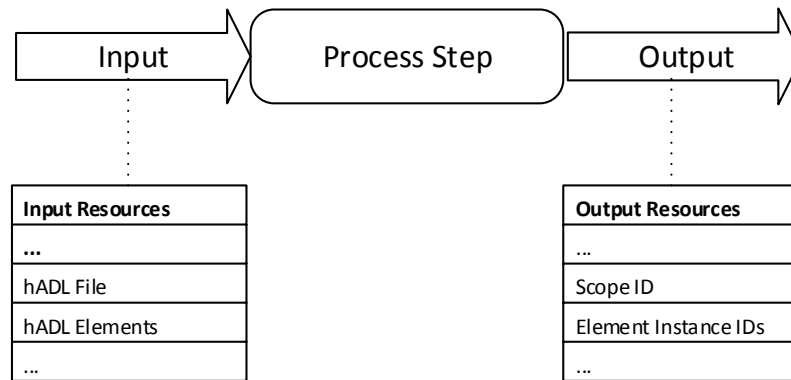 Input
Process Step
Output
Input Resources
...
hADL File
hADL Elements
...
Output Resources
...
Scope ID
Element Instance IDs
...